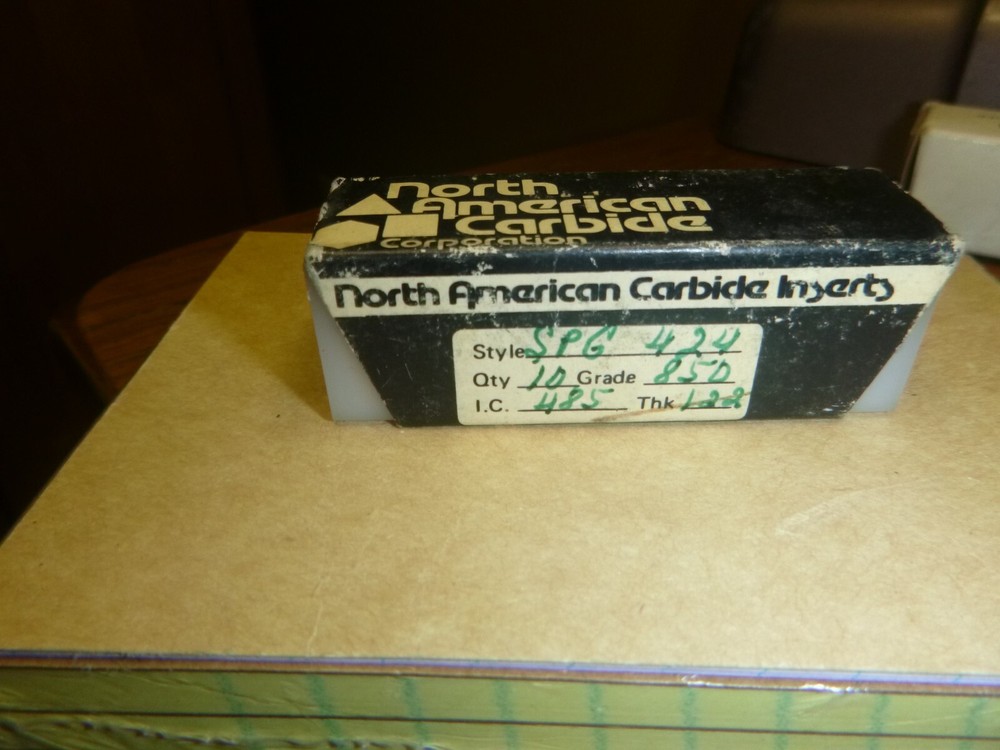 North
American
Carbide
Corporation
North American Carbide Inserts
Style SPG 424
Qty 10 Grade 850
I.C. 485 Thk 122